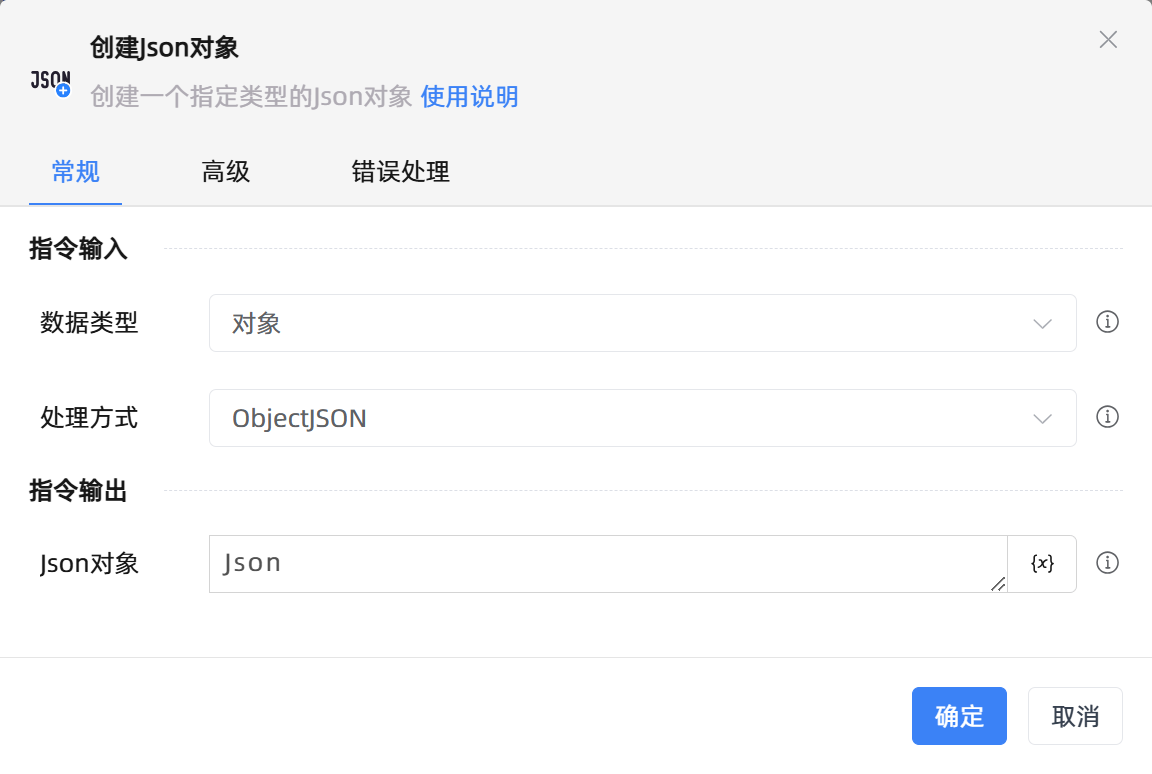 创建Json对象
JSON
创建一个指定类型的Json对象 使用说明
常规 高级 错误处理
指令输入
数据类型 对象
处理方式 ObjectJSON
指令输出
Json对象 Json {x}
确定 取消